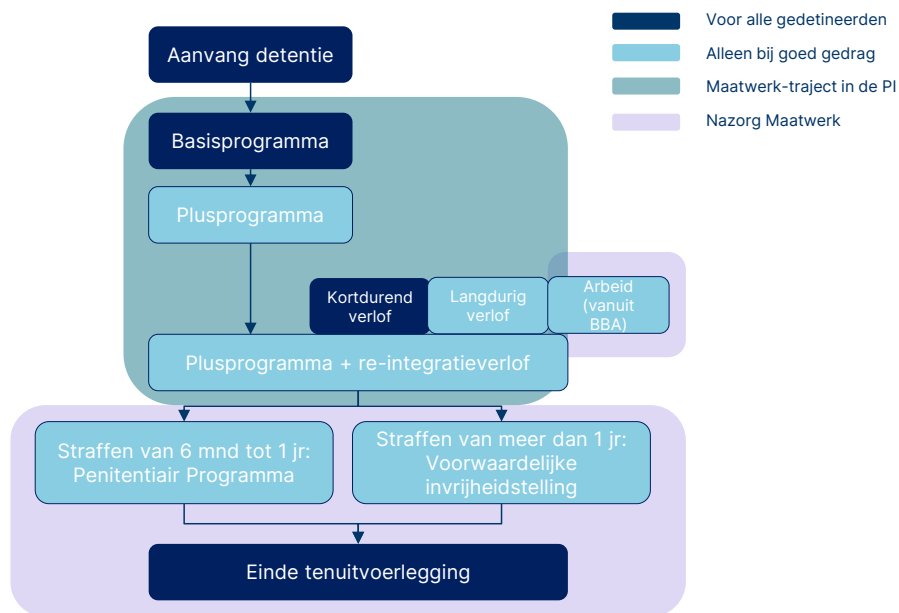 Voor alle gedetineerden
Alleen bij goed gedrag
Maatwerk-traject in de PI
Nazorg Maatwerk
Aanvang detentie
Basisprogramma
Plusprogramma
Kortdurend
verlof
Langdurig
verlof
Arbeid
(vanuit
BBA)
Plusprogramma + re-integratieverlof
Straffen van 6 mnd tot 1 jr:
Penitentiair Programma
Straffen van meer dan 1 jr:
Voorwaardelijke
invrijheidstelling
Einde tenuitvoerlegging